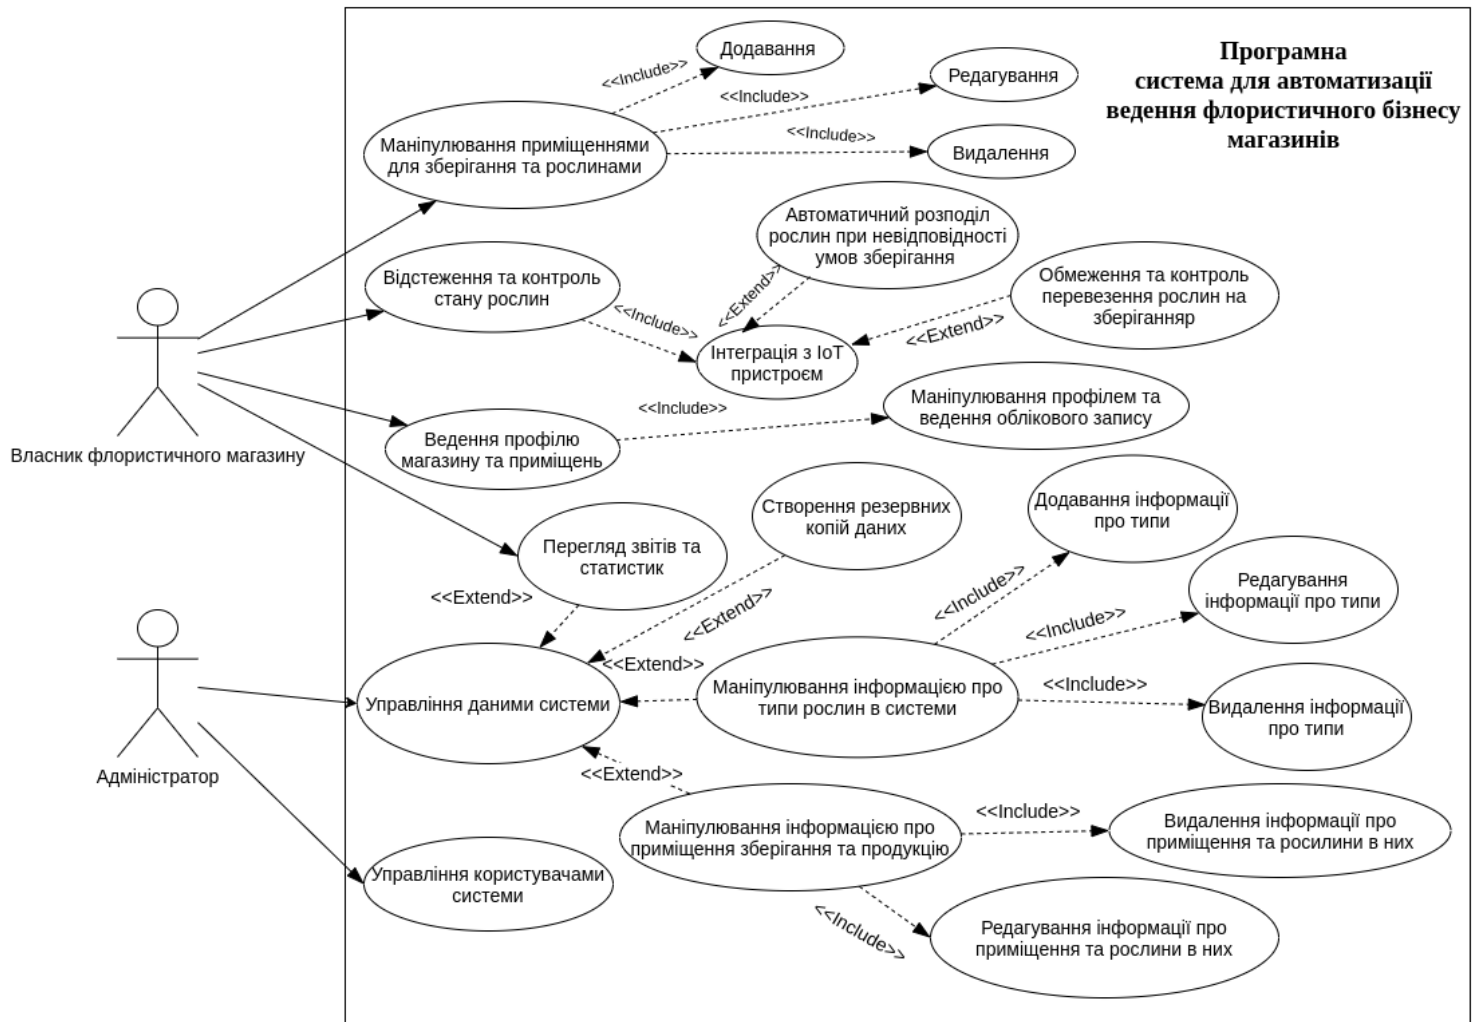 Програмна
система для автоматизації
ведення флористичного бізнесу
магазинів
Додавання
<<Include>>
Редагування
<<Include>>
<<Include>>
Видалення
Маніпулювання приміщеннями
для зберігання та рослинами
Автоматичний розподіл
рослин при невідповідності
умов зберігання
Відстеження та контроль
стану рослин
Обмеження та контроль
перевезення рослин на
зберіганняр
<<Extend>>
<<Include>>
<<Extend>>
Інтеграція з IoT
пристроєм
Маніпулювання профілем та
ведення облікового запису
<<Include>>
Ведення профілю
магазину та приміщень
Власник флористичного магазину
Створення резервних
копій даних
Додавання інформації
про типи
Перегляд звітів та
статистик
<<Extend>>
<<Extend>>
<<Include>>
Редагування
інформації про типи
<<Include>>
<<Extend>>
Управління даними системи
Маніпулювання інформацією про
типи рослин в системи
<<Include>>
Видалення інформації
про типи
Адміністратор
<<Extend>>
Маніпулювання інформацією про
приміщення зберігання та продукцію
<<Include>>
Видалення інформації про
приміщення та росилини в них
Управління користувачами
системи
<<Include>>
Редагування інформації про
приміщення та рослини в них